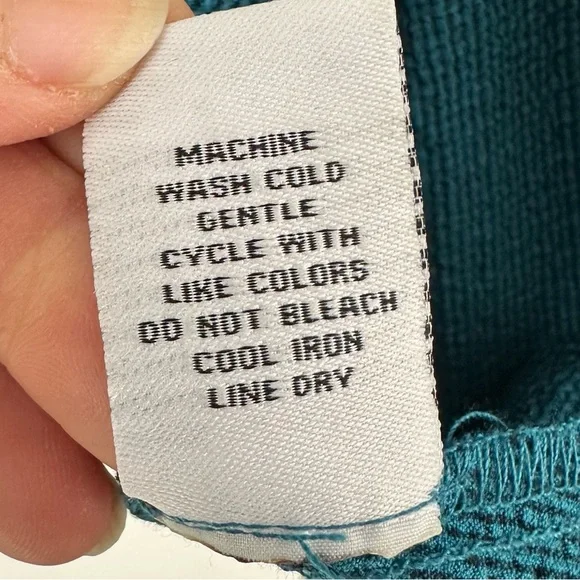 MACHINE
WASH COLD
GENTLE
CYCLE WITH
LIKE COLORS
DO NOT BLEACH
COOL IRON
LINE DRY